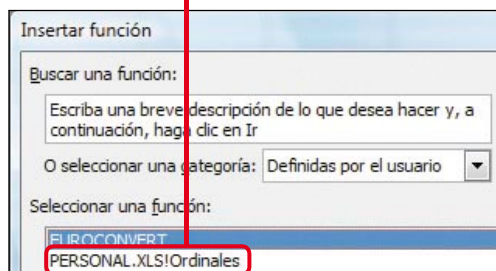 Insertar función
Buscar una función:
Escriba una breve descripción de lo que desea hacer y, a
continuación, haga clic en Ir
O seleccionar una categoría: Definidas por el usuario
Seleccionar una función:
EUROCONVERT
PERSONAL.XLS!Ordinales